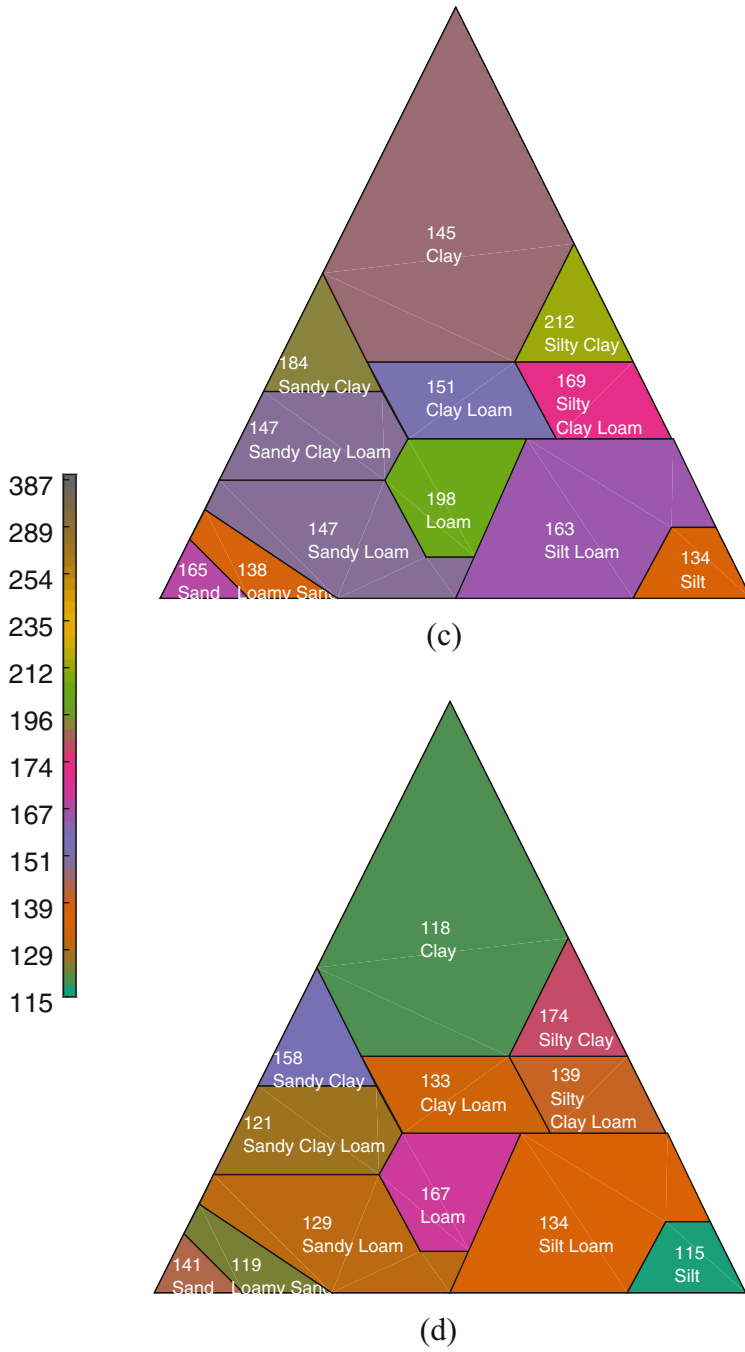 145
Clay
212
Silty Clay
184
Sandy Clay
151
Clay Loam
169
Silty
Clay Loam
147
Sandy Clay Loam
198
Loam
147
Sandy Loam
163
Silt Loam
134
Silt
165
Sand
138
Loamy Sand
(c)
387
289
254
235
212
196
174
167
151
139
129
115
118
Clay
174
Silty Clay
158
Sandy Clay
133
Clay Loam
139
Silty
Clay Loam
121
Sandy Clay Loam
167
Loam
129
Sandy Loam
134
Silt Loam
115
Silt
141
Sand
119
Loamy Sand
(d)